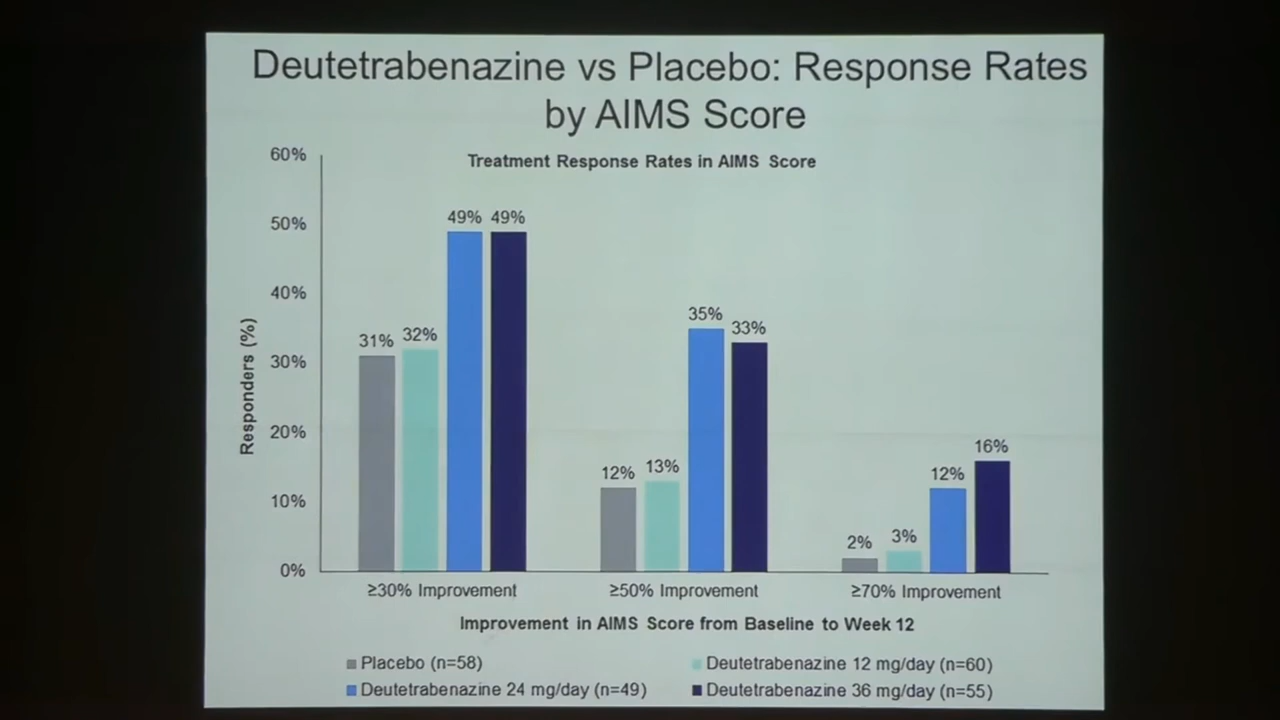 Deutetrabenazine vs Placebo: Response Rates
by AIMS Score
Treatment Response Rates in AIMS Score
60%
50%
40%
30%
20%
10%
0%
Responders (%)
31%
32%
49%
49%
12%
13%
35%
33%
2%
3%
12%
16%
≥30% Improvement
≥50% Improvement
≥70% Improvement
Improvement in AIMS Score from Baseline to Week 12
Placebo (n=58)
Deutetrabenazine 12 mg/day (n=60)
Deutetrabenazine 24 mg/day (n=49)
Deutetrabenazine 36 mg/day (n=55)